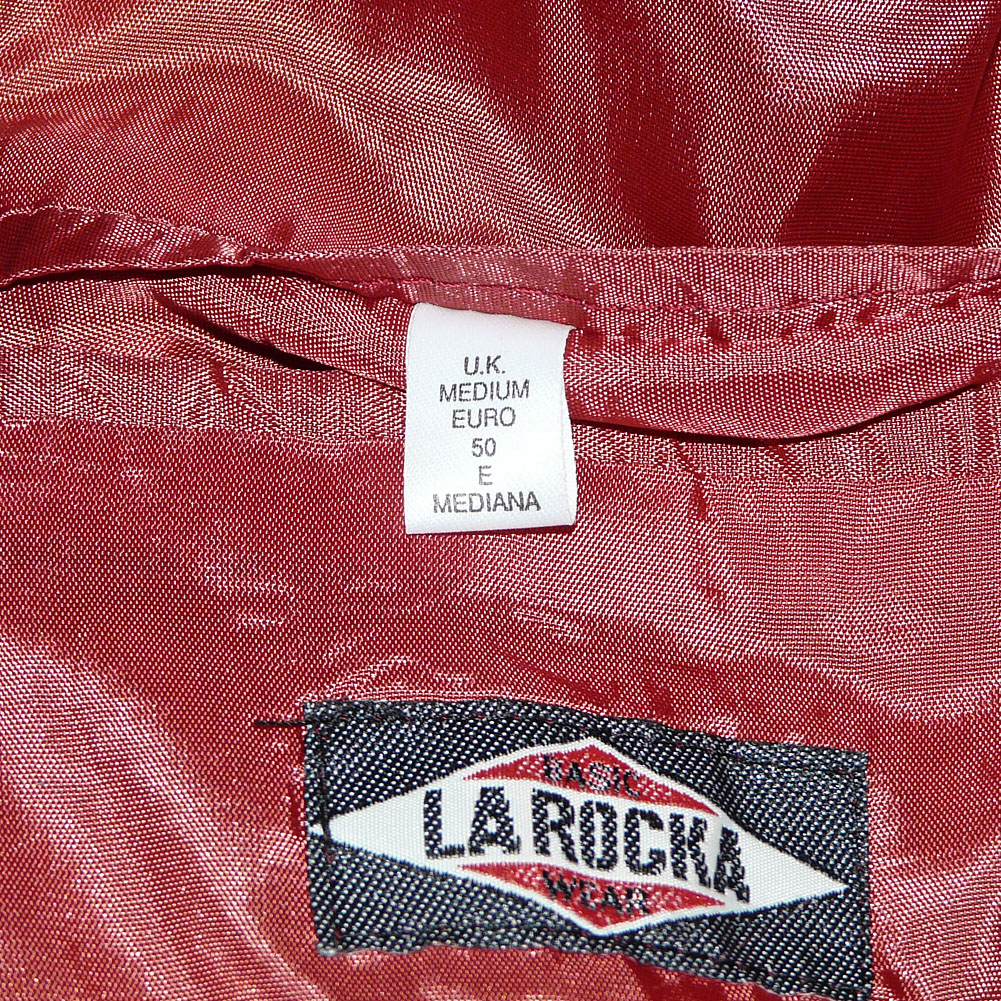 U.K.
MEDIUM
EURO
50
E
MEDIANA
BASIC
LA ROCKA
WEAR